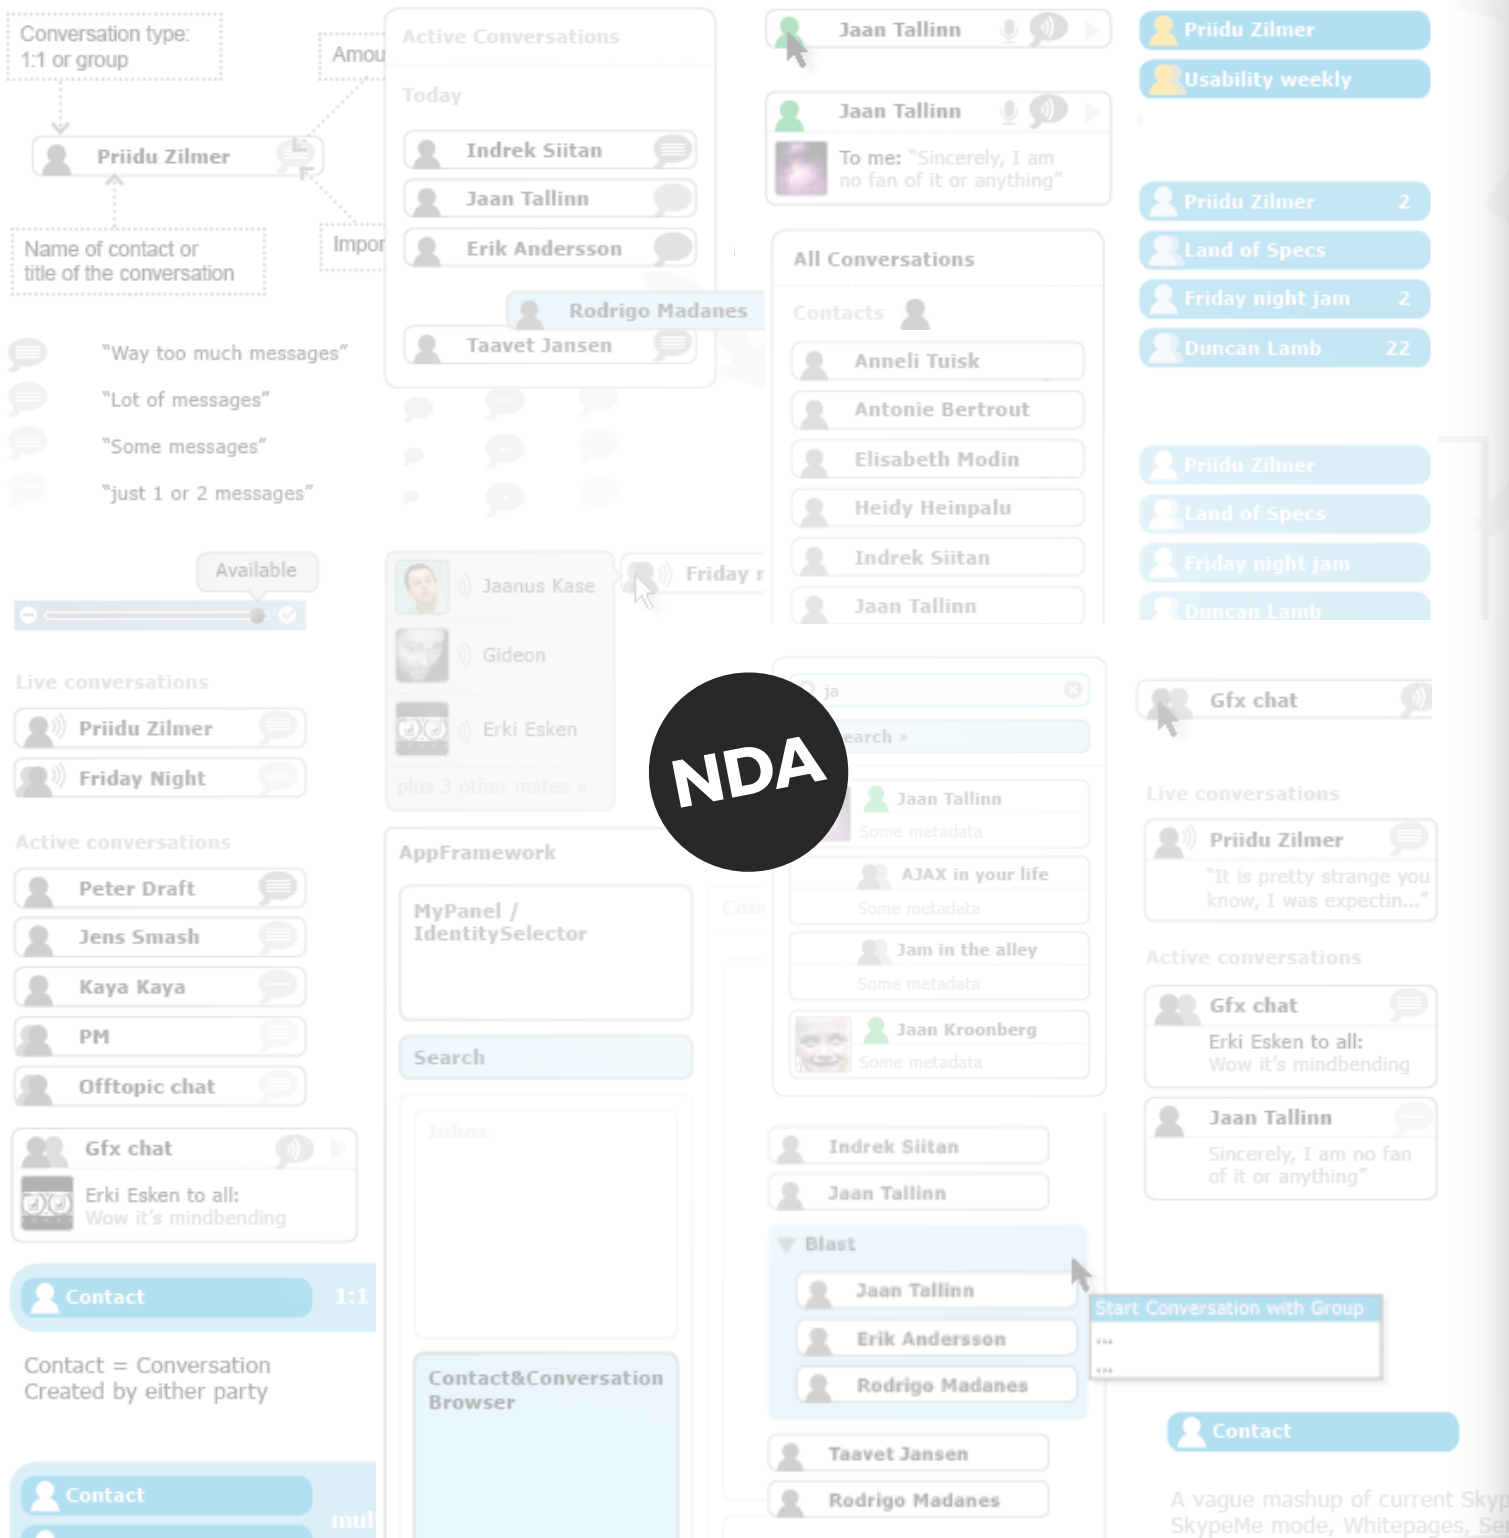 Conversation type:
1:1 or group
Amou
Priidu Zilmer
Name of contact or
title of the conversation
Impor
"Way too much messages"
"Lot of messages"
"Some messages"
"just 1 or 2 messages"
Available
Live conversations
Priidu Zilmer
Friday Night
Active conversations
Peter Draft
Jens Smash
Kaya Kaya
PM
Offtopic chat
Gfx chat
Erki Esken to all:
Wow it's mindbending
Contact
1:1
Contact = Conversation
Created by either party
Contact
mul
Active Conversations
Today
Indrek Siitan
Jaan Tallinn
Erik Andersson
Rodrigo Madanes
Taavet Jansen
Jaanus Kase
Gideon
Erki Esken
plus 3 other mates »
Friday n
NDA
AppFramework
MyPanel /
IdentitySelector
Search
Inbox
Contact&Conversation
Browser
Con
Jaan Tallinn
Jaan Tallinn
To me: "Sincerely, I am
no fan of it or anything"
All Conversations
Contacts
Anneli Tuisk
Antonie Bertrout
Elisabeth Modin
Heidy Heinpalu
Indrek Siitan
Jaan Tallinn
ja
earch »
Jaan Tallinn
Some metadata
AJAX in your life
Some metadata
Jam in the alley
Some metadata
Jaan Kroonberg
Some metadata
Indrek Siitan
Jaan Tallinn
Blast
Jaan Tallinn
Erik Andersson
Rodrigo Madanes
Taavet Jansen
Rodrigo Madanes
Start Conversation with Group
...
...
Priidu Zilmer
Usability weekly
Priidu Zilmer 2
Land of Specs
Friday night jam 2
Duncan Lamb 22
Priidu Zilmer
Land of Specs
Friday night jam
Duncan Lamb
Gfx chat
Live conversations
Priidu Zilmer
"It is pretty strange you
know, I was expectin..."
Active conversations
Gfx chat
Erki Esken to all:
Wow it's mindbending
Jaan Tallinn
Sincerely, I am no fan
of it or anything"
Contact
A vague mashup of current Skyp
SkypeMe mode, Whitepages, Se